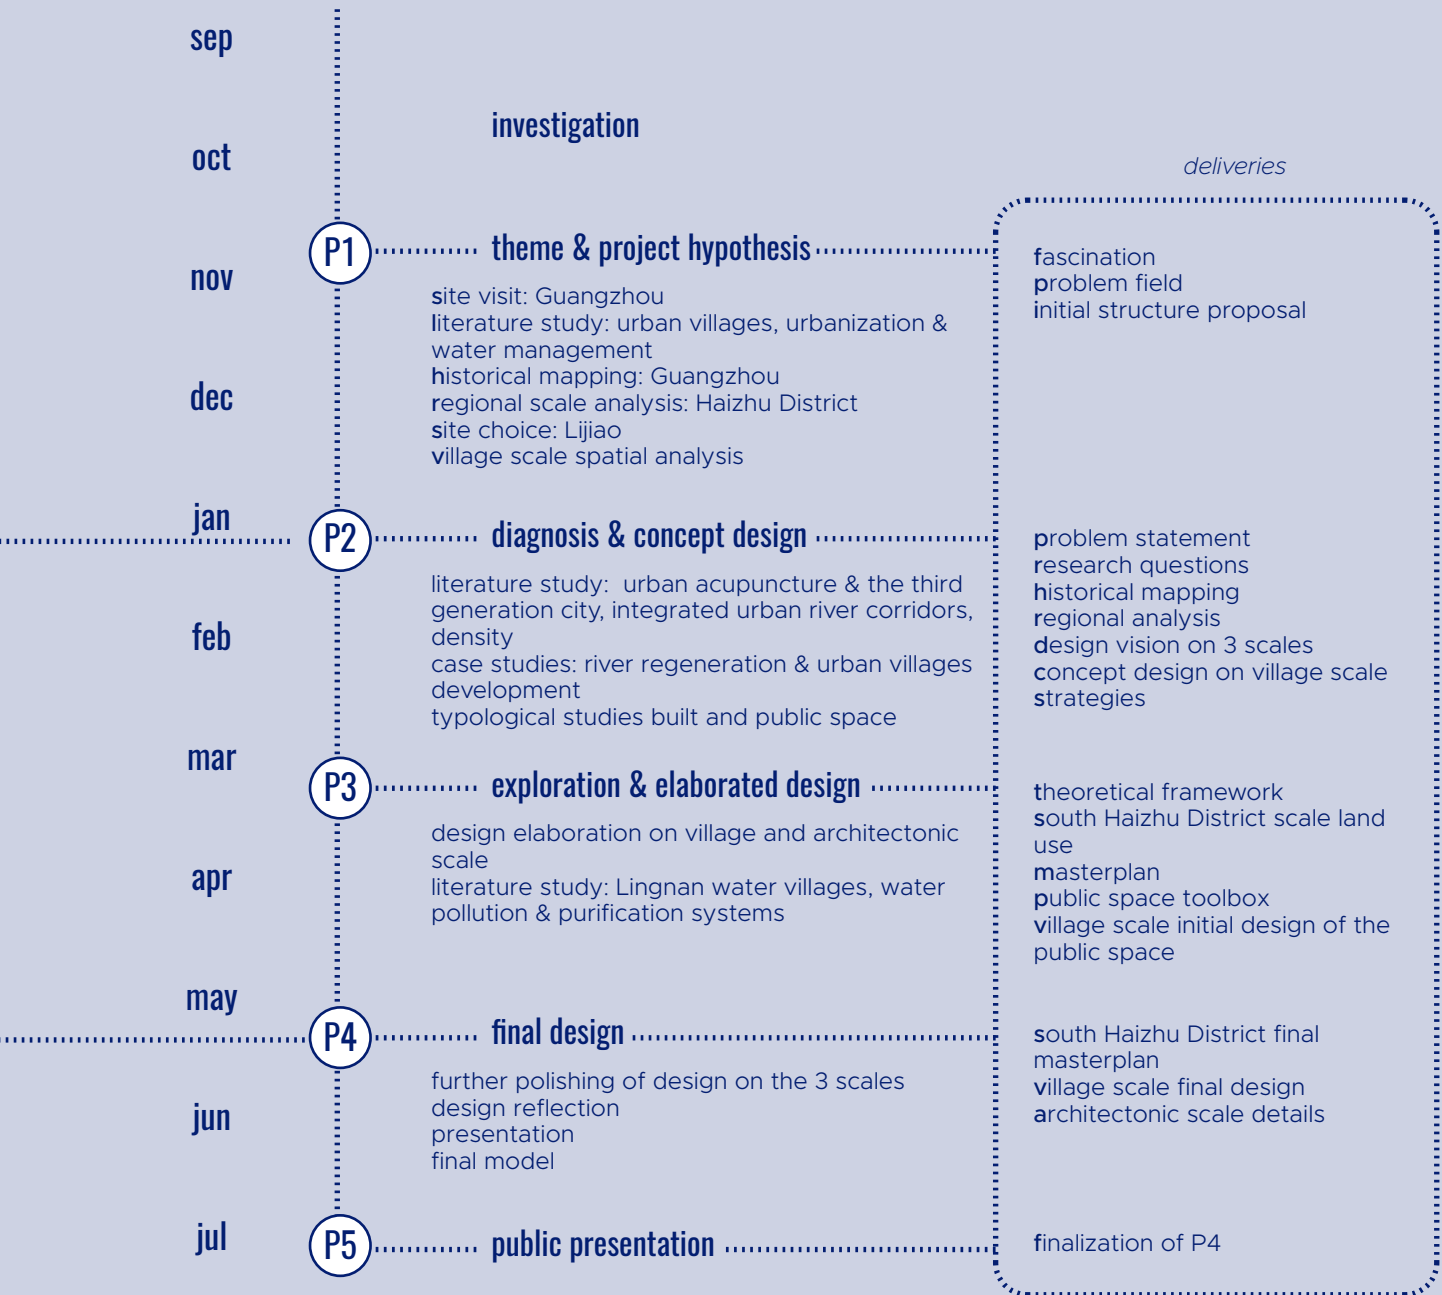 sep
investigation
oct
deliveries
P1
theme & project hypothesis
nov
site visit: Guangzhou
literature study: urban villages, urbanization &
water management
historical mapping: Guangzhou
regional scale analysis: Haizhu District
site choice: Lijiao
village scale spatial analysis
fascination
problem field
initial structure proposal
dec
jan
P2
diagnosis & concept design
literature study:  urban acupuncture & the third
generation city, integrated urban river corridors,
density
case studies: river regeneration & urban villages
development
typological studies built and public space
problem statement
research questions
historical mapping
regional analysis
design vision on 3 scales
concept design on village scale
strategies
feb
mar
P3
exploration & elaborated design
design elaboration on village and architectonic
scale
literature study: Lingnan water villages, water
pollution & purification systems
theoretical framework
south Haizhu District scale land
use
masterplan
public space toolbox
village scale initial design of the
public space
apr
may
P4
final design
further polishing of design on the 3 scales
design reflection
presentation
final model
south Haizhu District final
masterplan
village scale final design
architectonic scale details
jun
jul
P5
public presentation
finalization of P4